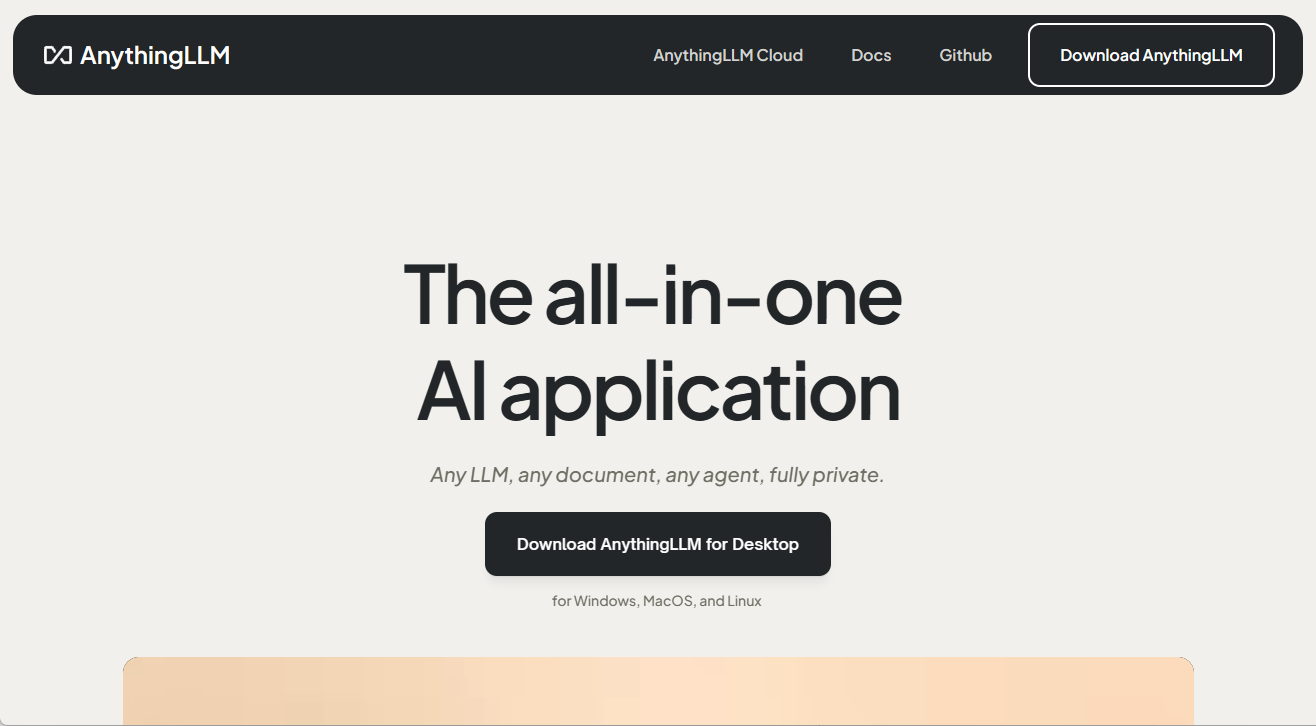 AnythingLLM
AnythingLLM Cloud
Docs
Github
Download AnythingLLM
The all-in-one
AI application
Any LLM, any document, any agent, fully private.
Download AnythingLLM for Desktop
for Windows, MacOS, and Linux